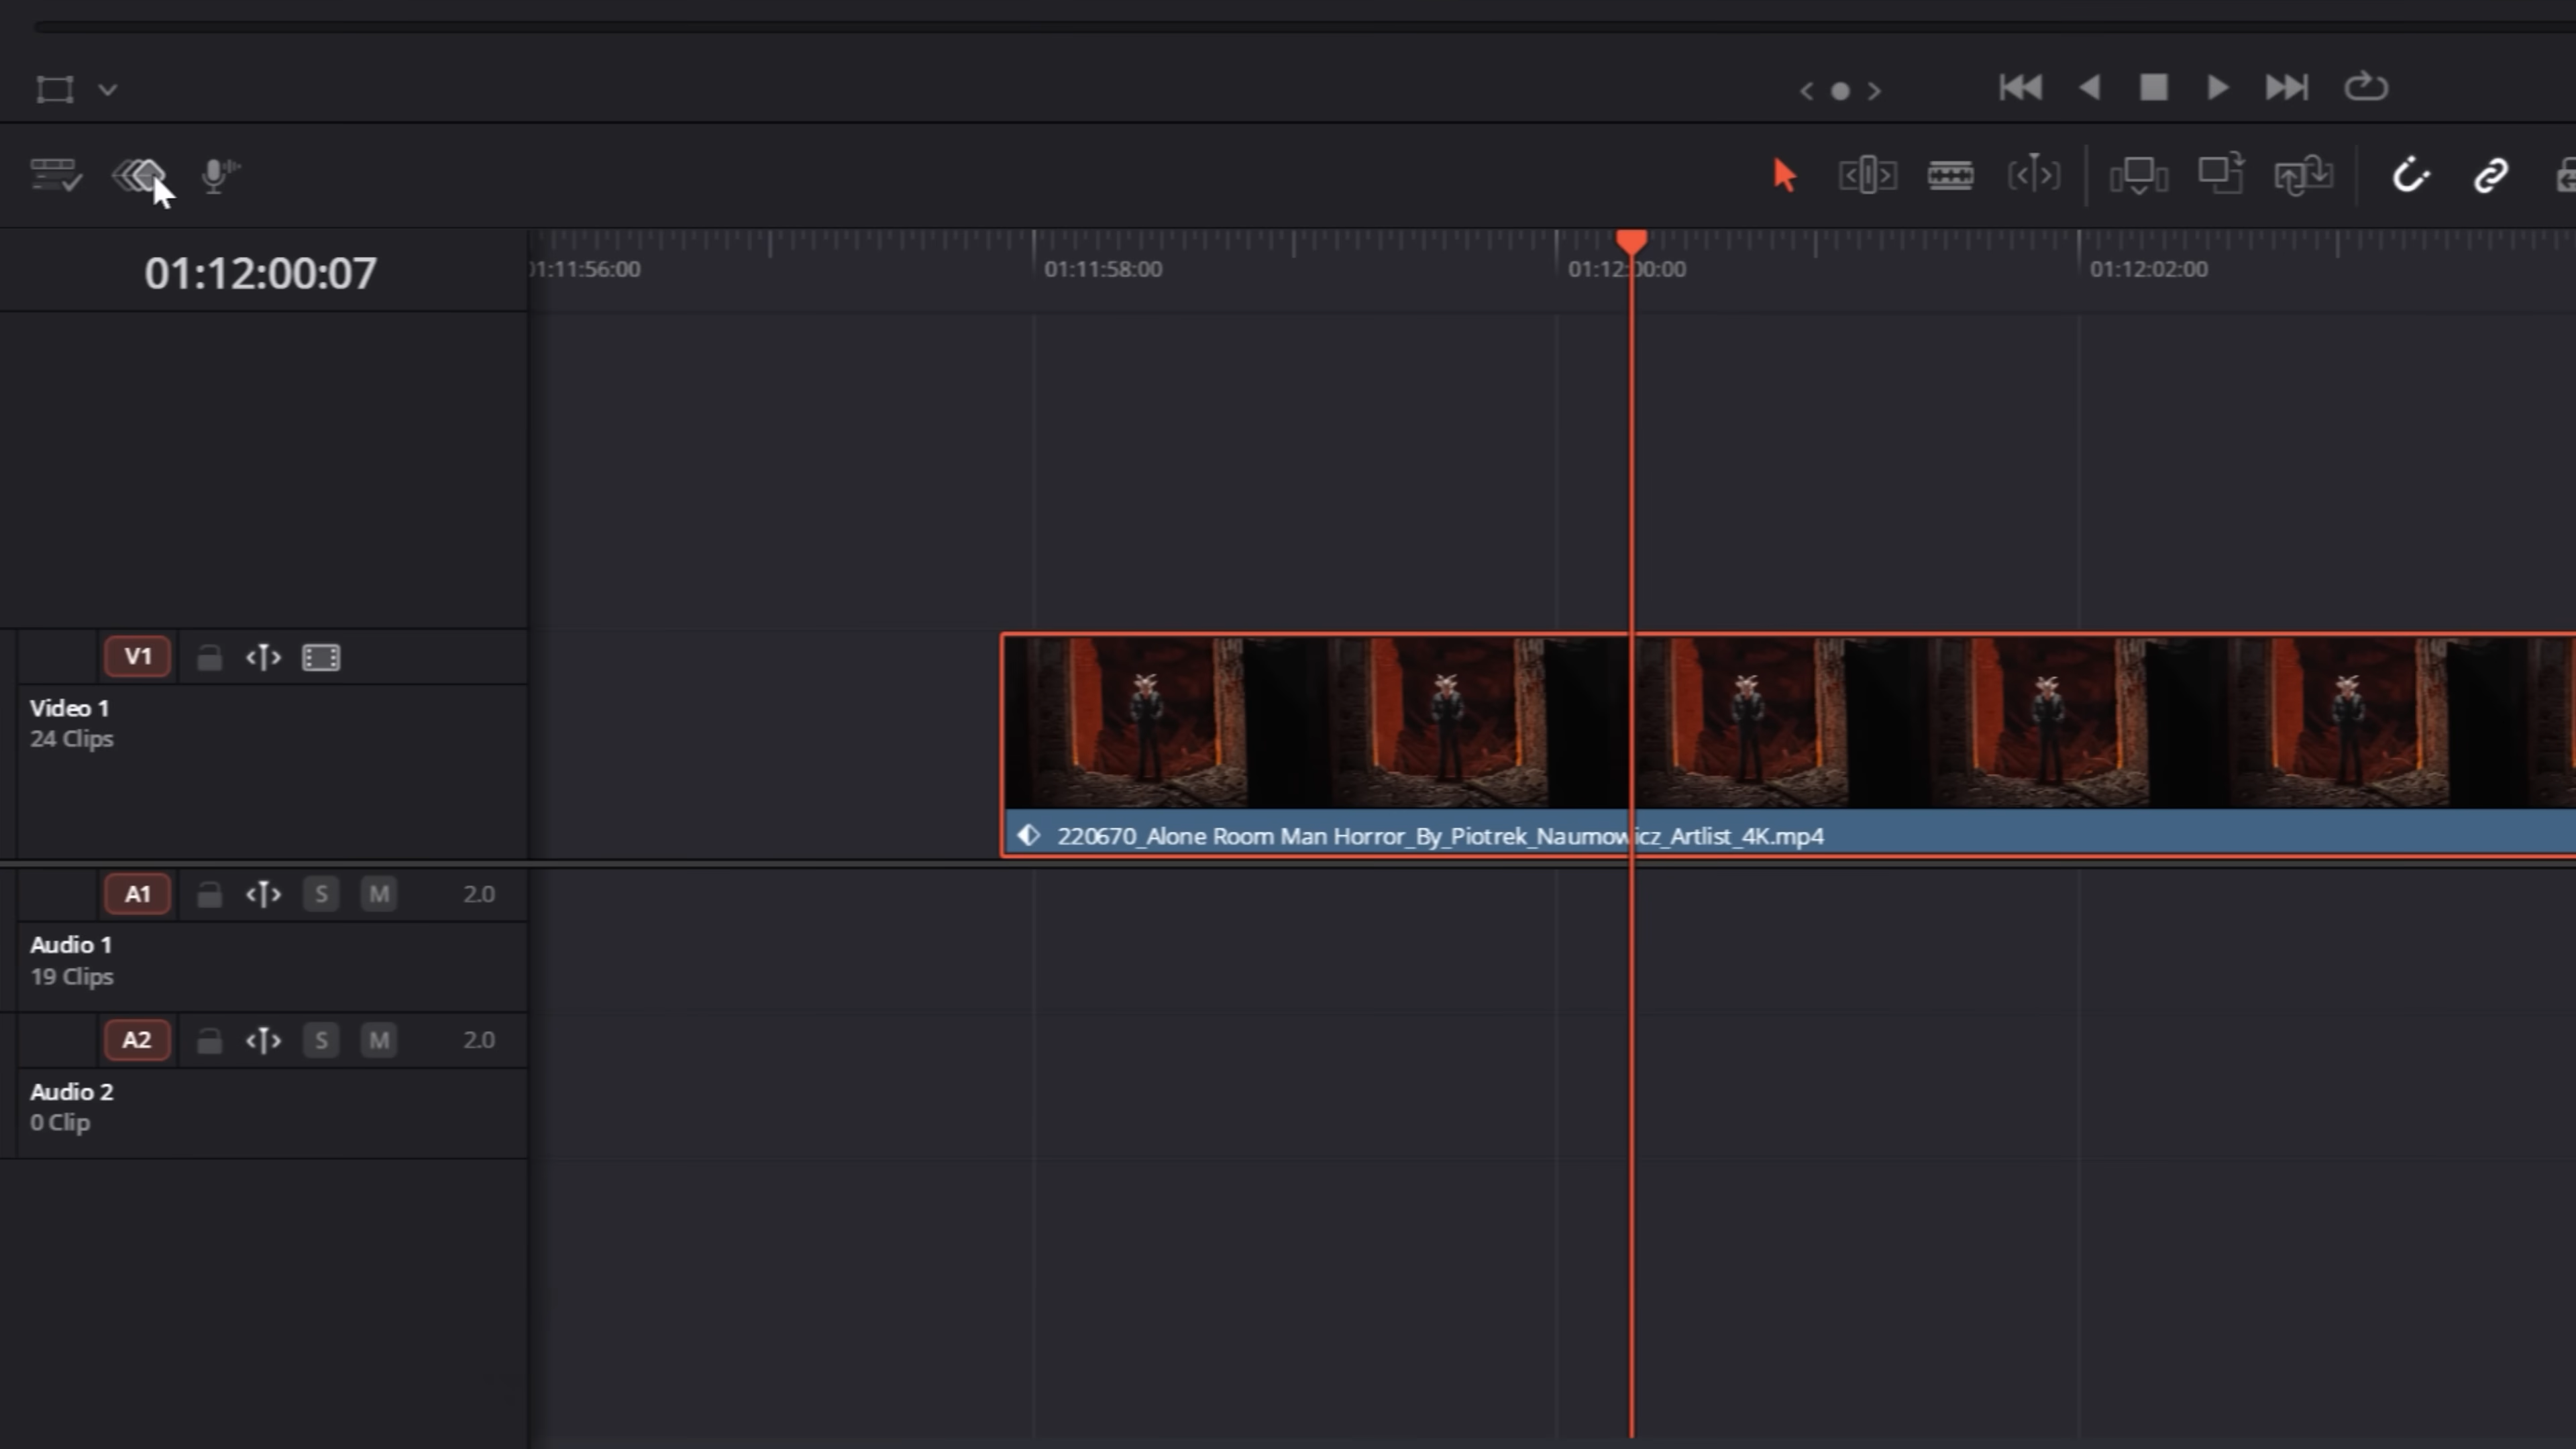 01:12:00:07
01:11:56:00
01:11:58:00
01:12:00:00
01:12:02:00
V1
Video 1
24 Clips
220670_Alone Room Man Horror_By_Piotrek_Naumowicz_Artlist_4K.mp4
A1 S M 2.0
Audio 1
19 Clips
A2 S M 2.0
Audio 2
0 Clip